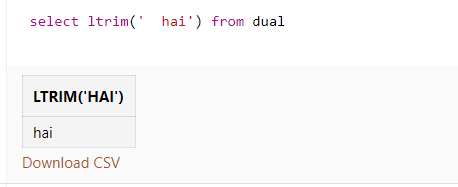 select ltrim('  hai') from dual
LTRIM('HAI')
hai
Download CSV